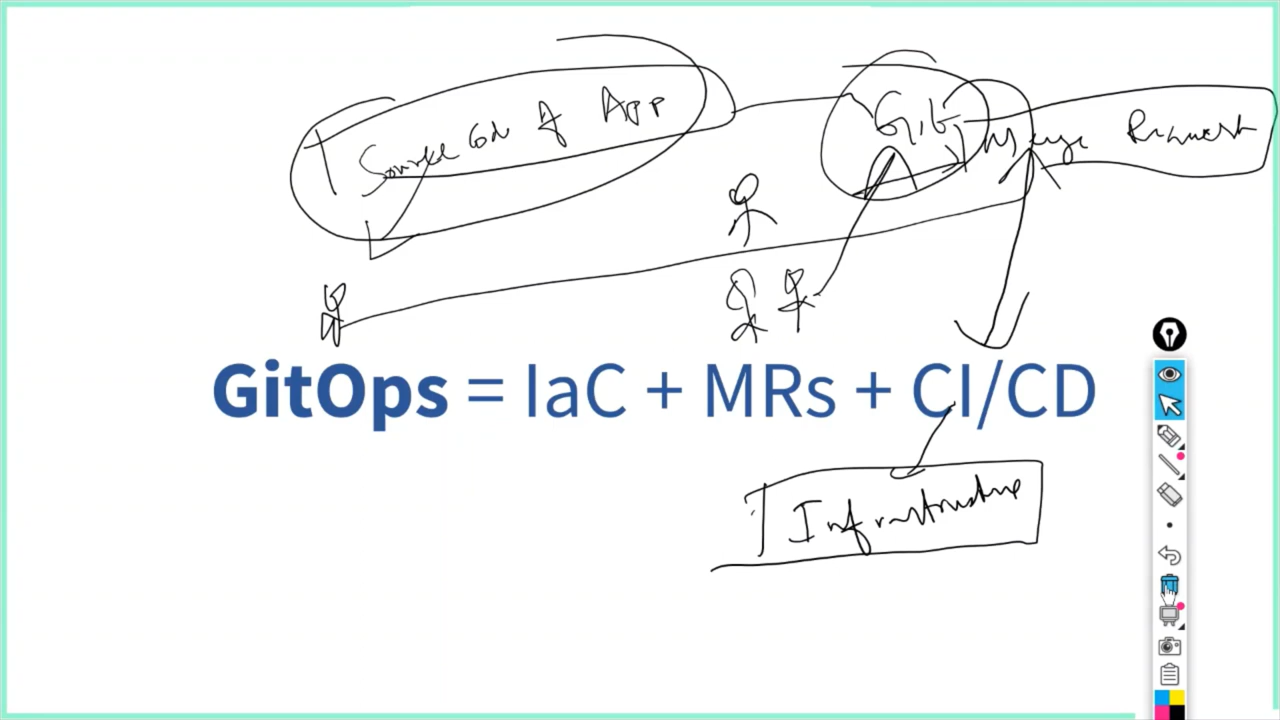 Source Code of App
Git
Merge Request
GitOps = IaC + MRs + CI/CD
Infrastructure